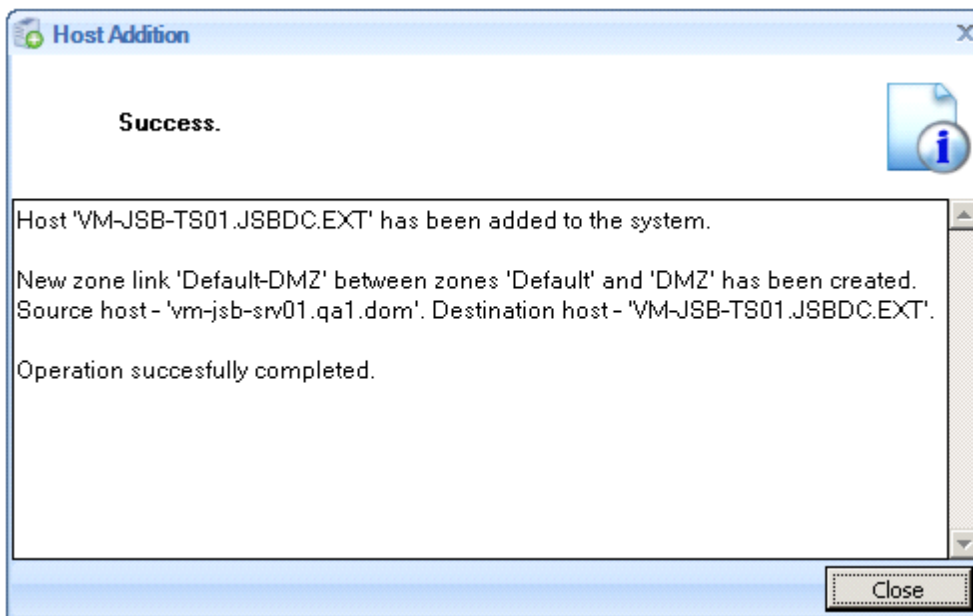 Host Addition
Success.
Host 'VM-JSB-TS01.JSBDC.EXT' has been added to the system.
New zone link 'Default-DMZ' between zones 'Default' and 'DMZ' has been created.
Source host - 'vm-jsb-srv01.qa1.dom'. Destination host - 'VM-JSB-TS01.JSBDC.EXT'.
Operation succesfully completed.
Close